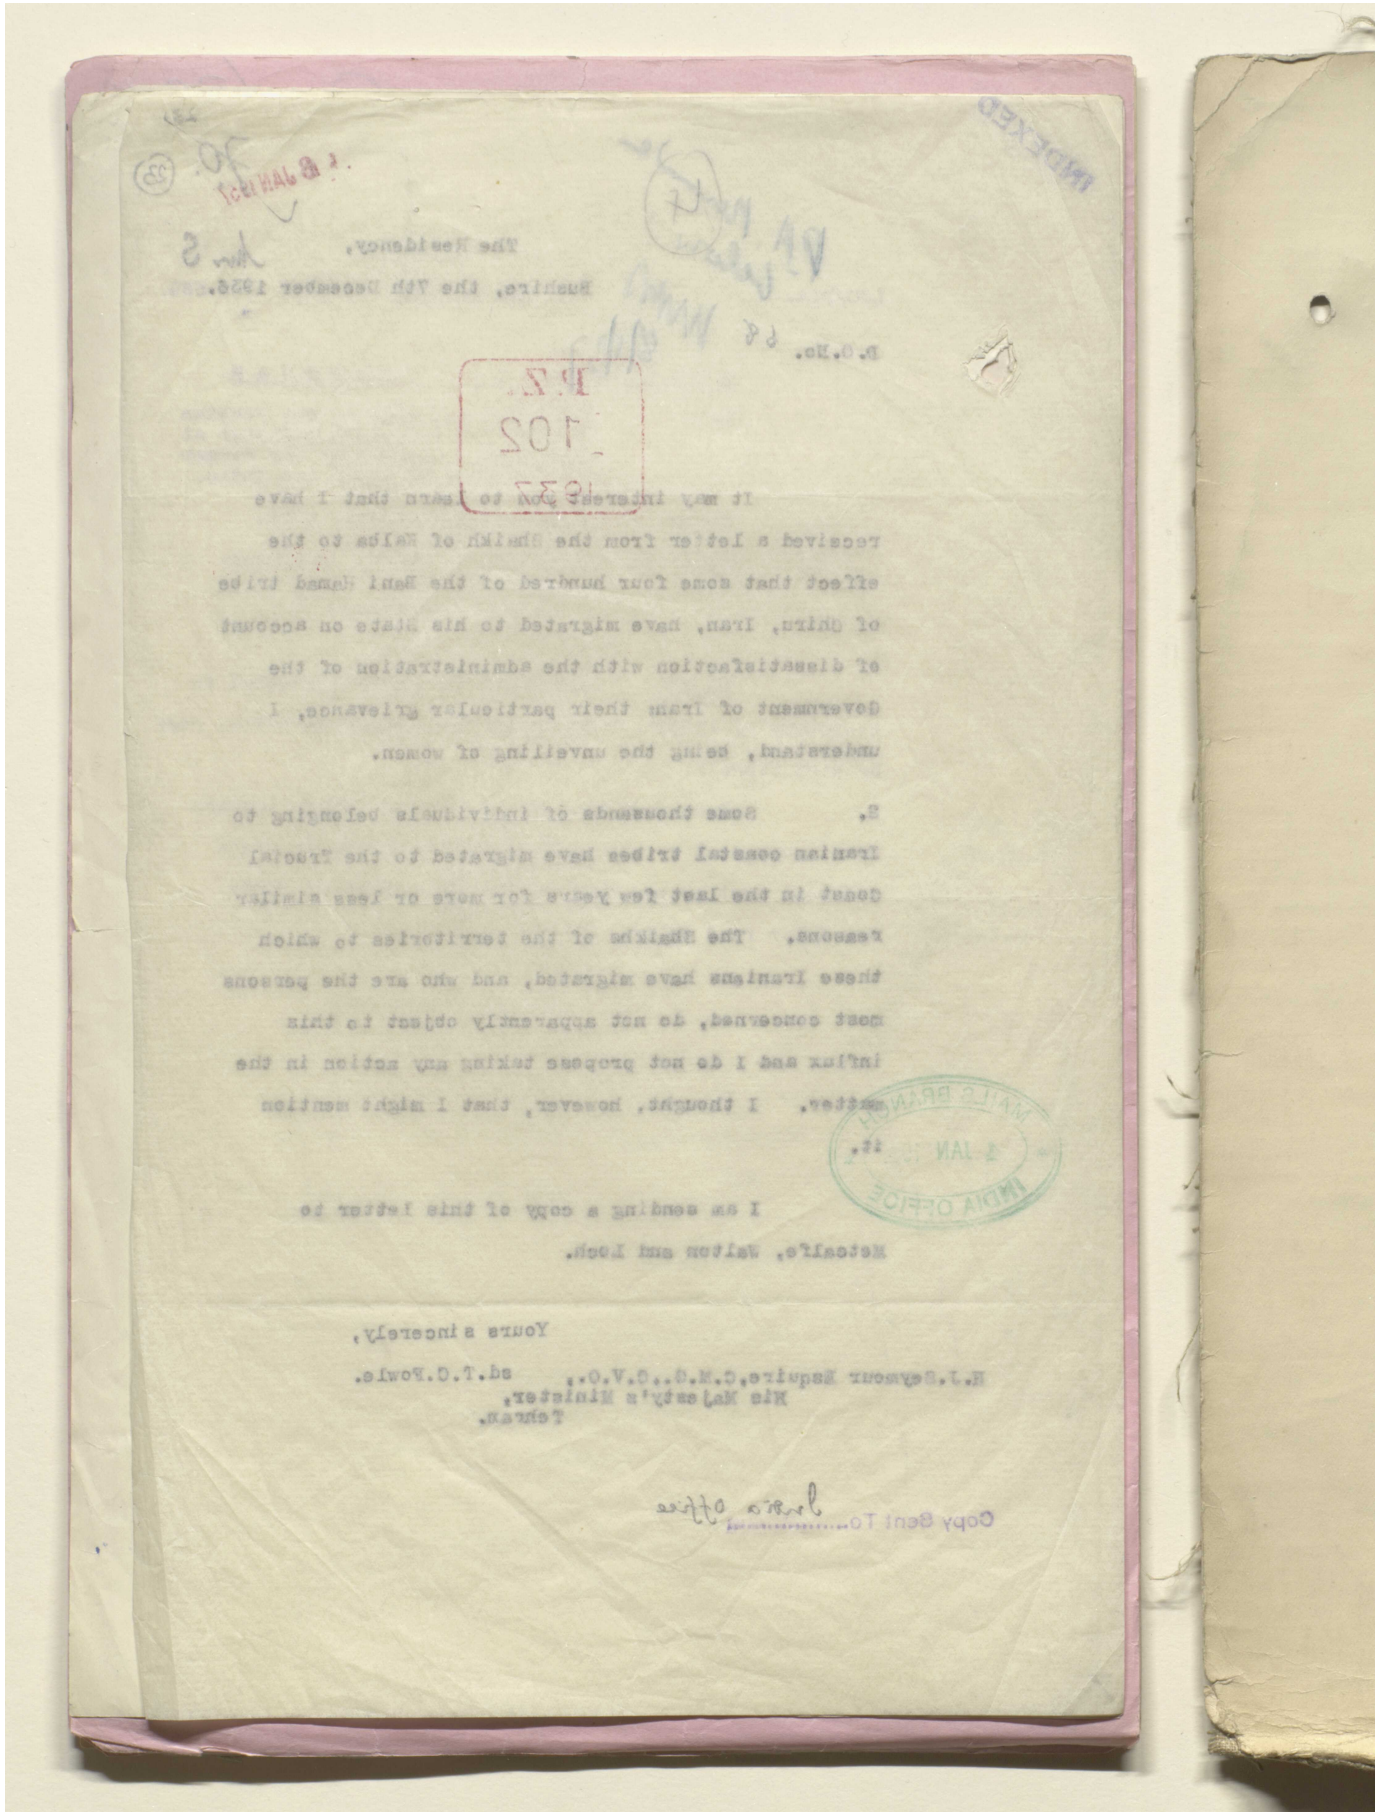 INDEXED
23
The Residency,
Bushire, the 7th December 1936.
D.O.No.
P.Z.
102
1937
It may interest you to learn that I have
received a letter from the Shaikh of Kalba to the
effect that some four hundred of the Bani Hamad tribe
of Shiru, Iran, have migrated to his State on account
of dissatisfaction with the administration of the
Government of Iran: their particular grievance, I
understand, being the unveiling of women.
2. Some thousands of individuals belonging to
Iranian coastal tribes have migrated to the Trucial
Coast in the last few years for more or less similar
reasons. The Shaikhs of the territories to which
these Iranians have migrated, and who are the persons
most concerned, do not apparently object to this
influx and I do not propose taking any action in the
matter. I thought, however, that I might mention
it.
MAILS BRANCH
JAN
INDIA OFFICE
I am sending a copy of this letter to
Metcalfe, Walton and Loch.
Yours sincerely,
sd.T.C.Fowle.
H.J.Seymour Esquire,C.M.G.,C.V.O.,
His Majesty's Minister,
Tehran.
Copy Sent To India Office